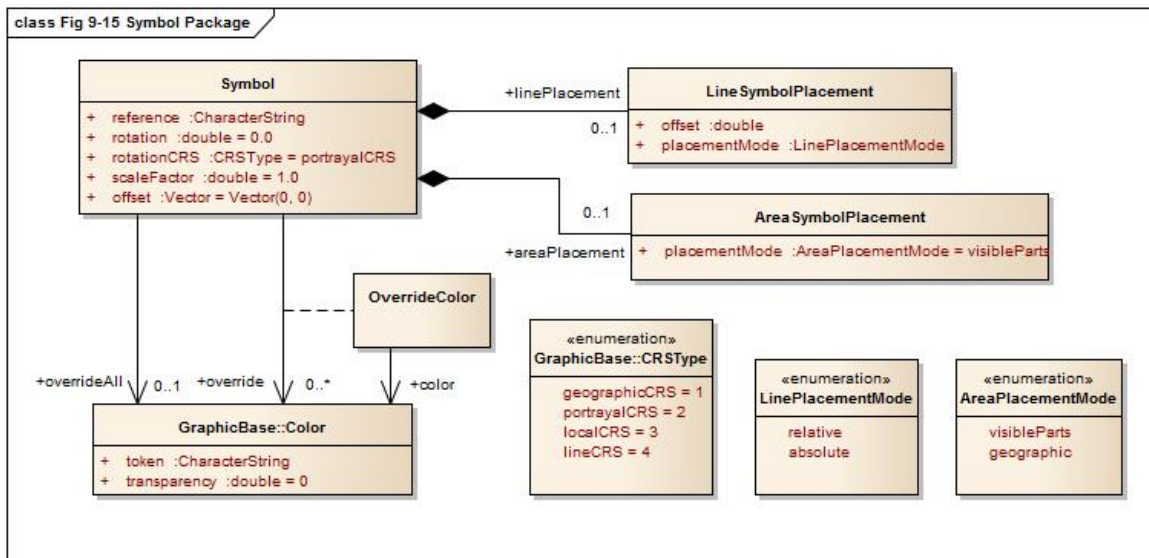 class Fig 9-15 Symbol Package
Symbol
+ reference :CharacterString
+ rotation :double = 0.0
+ rotationCRS :CRSType = portrayalCRS
+ scaleFactor :double = 1.0
+ offset :Vector = Vector(0, 0)
+linePlacement
0..1
LineSymbolPlacement
+ offset :double
+ placementMode :LinePlacementMode
0..1
+areaPlacement
AreaSymbolPlacement
+ placementMode :AreaPlacementMode = visibleParts
OverrideColor
+overrideAll
0..1
+override
0..*
+color
GraphicBase::Color
+ token :CharacterString
+ transparency :double = 0
«enumeration»
GraphicBase::CRSType
geographicCRS = 1
portrayalCRS = 2
localCRS = 3
lineCRS = 4
«enumeration»
LinePlacementMode
relative
absolute
«enumeration»
AreaPlacementMode
visibleParts
geographic